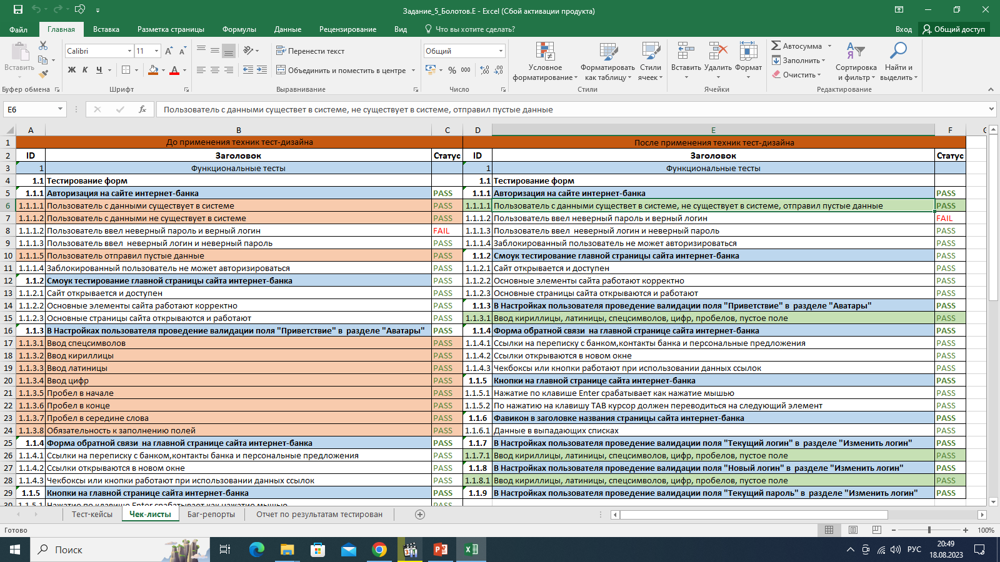 Задание_5_Болотов.Е - Excel (Сбой активации продукта)
Файл Главная Вставка Разметка страницы Формулы Данные Рецензирование Вид Что вы хотите сделать? Вход Общий доступ
Вставить
Буфер обмена
Calibri 11
Ж К Ч
Шрифт
Перенести текст
Объединить и поместить в центре
Выравнивание
Общий
% 000
Число
Условное форматирование
Форматировать как таблицу
Стили ячеек
Стили
Вставить Удалить Формат
Ячейки
Автосумма
Заполнить
Очистить
Сортировка и фильтр
Найти и выделить
Редактирование
E6 fx Пользователь с данными существет в системе, не существует в системе, отправил пустые данные
A B C D E F
1 До применения техник тест-дизайна После применения техник тест-дизайна
2 ID Заголовок Статус ID Заголовок Статус
3 1 Функциональные тесты 1 Функциональные тесты
4 1.1 Тестирование форм 1.1 Тестирование форм
5 1.1.1 Авторизация на сайте интернет-банка PASS 1.1.1 Авторизация на сайте интернет-банка PASS
6 1.1.1.1 Пользователь с данными существует в системе PASS 1.1.1.1 Пользователь с данными существет в системе, не существует в системе, отправил пустые данные PASS
7 1.1.1.2 Пользователь с данными не существует в системе PASS 1.1.1.2 Пользователь ввел неверный пароль и верный логин FAIL
8 1.1.1.2 Пользователь ввел неверный пароль и верный логин FAIL 1.1.1.3 Пользователь ввел  неверный логин и неверный пароль PASS
9 1.1.1.3 Пользователь ввел  неверный логин и неверный пароль PASS 1.1.1.4 Заблокированный пользователь не может авторизироваться PASS
10 1.1.1.5 Пользователь отправил пустые данные PASS 1.1.2 Смоук тестирование главной страницы сайта интернет-банка PASS
11 1.1.1.4 Заблокированный пользователь не может авторизироваться PASS 1.1.2.1 Сайт открывается и доступен PASS
12 1.1.2 Смоук тестирование главной страницы сайта интернет-банка PASS 1.1.2.2 Основные элементы сайта работают корректно PASS
13 1.1.2.1 Сайт открывается и доступен PASS 1.1.2.3 Основные страницы сайта открываются и работают PASS
14 1.1.2.2 Основные элементы сайта работают корректно PASS 1.1.3 В Настройках пользователя проведение валидации поля "Приветствие" в  разделе "Аватары" PASS
15 1.1.2.3 Основные страницы сайта открываются и работают PASS 1.1.3.1 Ввод кириллицы, латиницы, спецсимволов, цифр, пробелов, пустое поле PASS
16 1.1.3 В Настройках пользователя проведение валидации поля "Приветствие" в  разделе "Аватары" PASS 1.1.4 Форма обратной связи  на главной странице сайта интернет-банка PASS
17 1.1.3.1 Ввод спецсимволов PASS 1.1.4.1 Ссылки на переписку с банком,контакты банка и персональные предложения PASS
18 1.1.3.2 Ввод кириллицы PASS 1.1.4.2 Ссылки открываются в новом окне PASS
19 1.1.3.3 Ввод латиницы PASS 1.1.4.3 Чекбоксы или кнопки работают при использовании данных ссылок PASS
20 1.1.3.4 Ввод цифр PASS 1.1.5 Кнопки на главной странице сайта интернет-банка PASS
21 1.1.3.5 Пробел в начале PASS 1.1.5.1 Нажатие по клавише Enter срабатывает как нажатие мышью PASS
22 1.1.3.6 Пробел в конце PASS 1.1.5.2 По нажатию на клавишу TAB курсор должен переводиться на следующий элемент PASS
23 1.1.3.7 Пробел в середине слова PASS 1.1.6 Фавикон в заголовке названия страницы сайта интернет-банка PASS
24 1.1.3.8 Обязательность к заполнению полей PASS 1.1.6.1 Данные в выпадающих списках PASS
25 1.1.4 Форма обратной связи  на главной странице сайта интернет-банка PASS 1.1.7 В Настройках пользователя проведение валидации поля "Текущий логин" в  разделе "Изменить логин" PASS
26 1.1.4.1 Ссылки на переписку с банком,контакты банка и персональные предложения PASS 1.1.7.1 Ввод кириллицы, латиницы, спецсимволов, цифр, пробелов, пустое поле PASS
27 1.1.4.2 Ссылки открываются в новом окне PASS 1.1.8 В Настройках пользователя проведение валидации поля "Новый логин" в  разделе "Изменить логин" PASS
28 1.1.4.3 Чекбоксы или кнопки работают при использовании данных ссылок PASS 1.1.8.1 Ввод кириллицы, латиницы, спецсимволов, цифр, пробелов, пустое поле PASS
29 1.1.5 Кнопки на главной странице сайта интернет-банка PASS 1.1.9 В Настройках пользователя проведение валидации поля "Текущий пароль" в  разделе "Изменить логин" PASS
30 1.1.5.1 Нажатие по клавише Enter срабатывает как нажатие мышью PASS
Тест-кейсы Чек-листы Баг-репорты Отчет по результатам тестирован
Готово 100%
Поиск РУС 20:49
18.08.2023